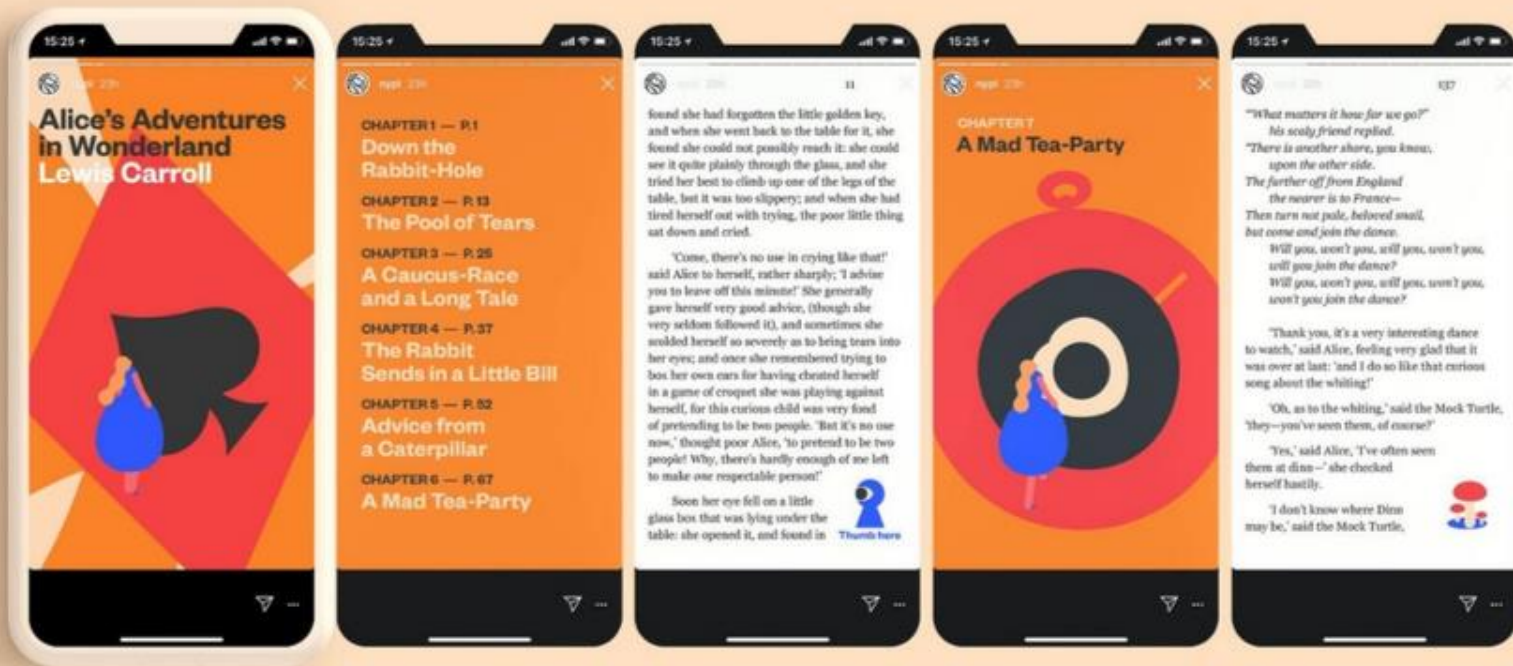 15:25
Alice's Adventures
in Wonderland
Lewis Carroll
15:25
nypl 23h
CHAPTER 1 — P.1
Down the
Rabbit-Hole
CHAPTER 2 — P. 13
The Pool of Tears
CHAPTER 3 — P. 26
A Caucus-Race
and a Long Tale
CHAPTER 4 — P. 37
The Rabbit
Sends in a Little Bill
CHAPTER 5 — P. 52
Advice from
a Caterpillar
CHAPTER 6 — P. 67
A Mad Tea-Party
15:25
11
found she had forgotten the little golden key,
and when she went back to the table for it, she
found she could not possibly reach it: she could
see it quite plainly through the glass, and she
tried her best to climb up one of the legs of the
table, but it was too slippery; and when she had
tired herself out with trying, the poor little thing
sat down and cried.
'Come, there's no use in crying like that!'
said Alice to herself, rather sharply; 'I advise
you to leave off this minute!' She generally
gave herself very good advice, (though she
very seldom followed it), and sometimes she
scolded herself so severely as to bring tears into
her eyes; and once she remembered trying to
box her own ears for having cheated herself
in a game of croquet she was playing against
herself, for this curious child was very fond
of pretending to be two people. 'But it's no use
now,' thought poor Alice, 'to pretend to be two
people! Why, there's hardly enough of me left
to make one respectable person!'
Soon her eye fell on a little
glass box that was lying under the
table: she opened it, and found in
Thumb here
15:25
nypl 23h
CHAPTER 7
A Mad Tea-Party
15:25
137
"What matters it how far we go?"
his scaly friend replied.
"There is another shore, you know,
upon the other side.
The further off from England
the nearer is to France—
Then turn not pale, beloved snail,
but come and join the dance.
Will you, won't you, will you, won't you,
will you join the dance?
Will you, won't you, will you, won't you,
won't you join the dance?
'Thank you, it's a very interesting dance
to watch,' said Alice, feeling very glad that it
was over at last: 'and I do so like that curious
song about the whiting!'
'Oh, as to the whiting,' said the Mock Turtle,
'they—you've seen them, of course?'
'Yes,' said Alice, 'I've often seen
them at dinn—' she checked
herself hastily.
'I don't know where Dinn
may be,' said the Mock Turtle,